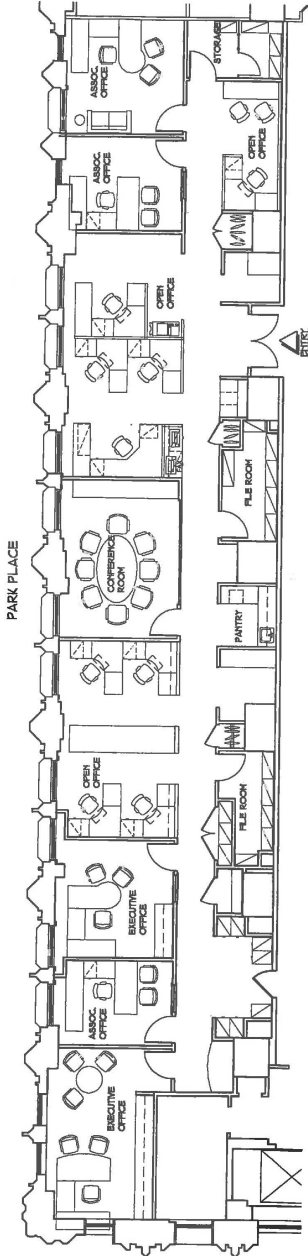 PARK PLACE
EXECUTIVE
OFFICE
ASSOC.
OFFICE
EXECUTIVE
OFFICE
OPEN
OFFICE
CONFERENCE
ROOM
OPEN
OFFICE
ASSOC.
OFFICE
ASSOC.
OFFICE
FILE ROOM
PANTRY
FILE ROOM
OPEN
OFFICE
STORAGE
ENTRY